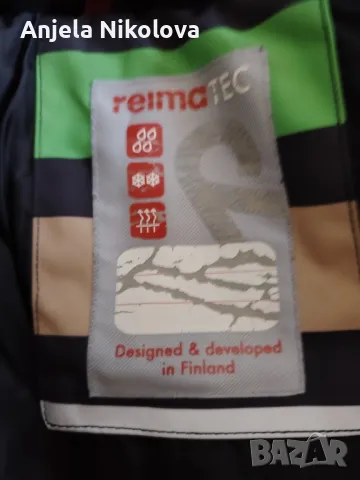 Anjela Nikolova
reimaTEC
Designed & developed
in Finland
BAZAR